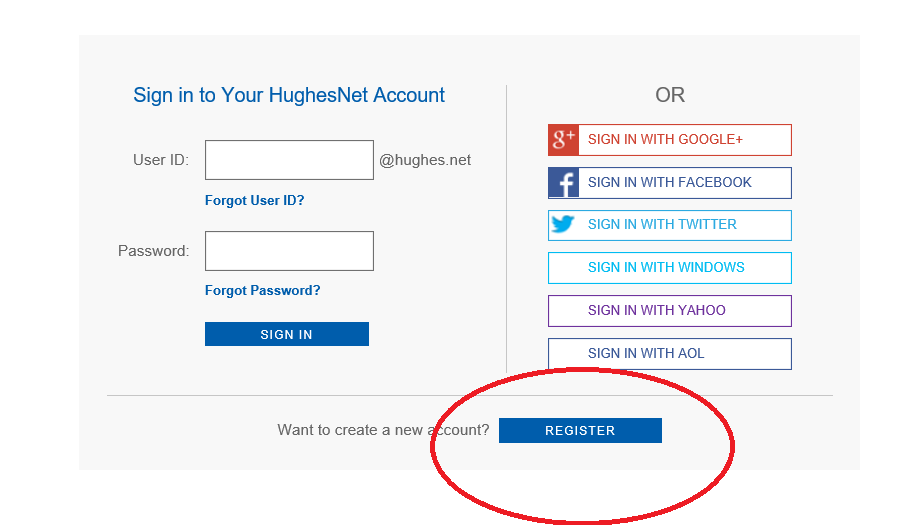 Sign in to Your HughesNet Account
User ID:
@hughes.net
Forgot User ID?
Password:
Forgot Password?
SIGN IN
OR
g+ SIGN IN WITH GOOGLE+
f SIGN IN WITH FACEBOOK
SIGN IN WITH TWITTER
SIGN IN WITH WINDOWS
SIGN IN WITH YAHOO
SIGN IN WITH AOL
Want to create a new account? REGISTER